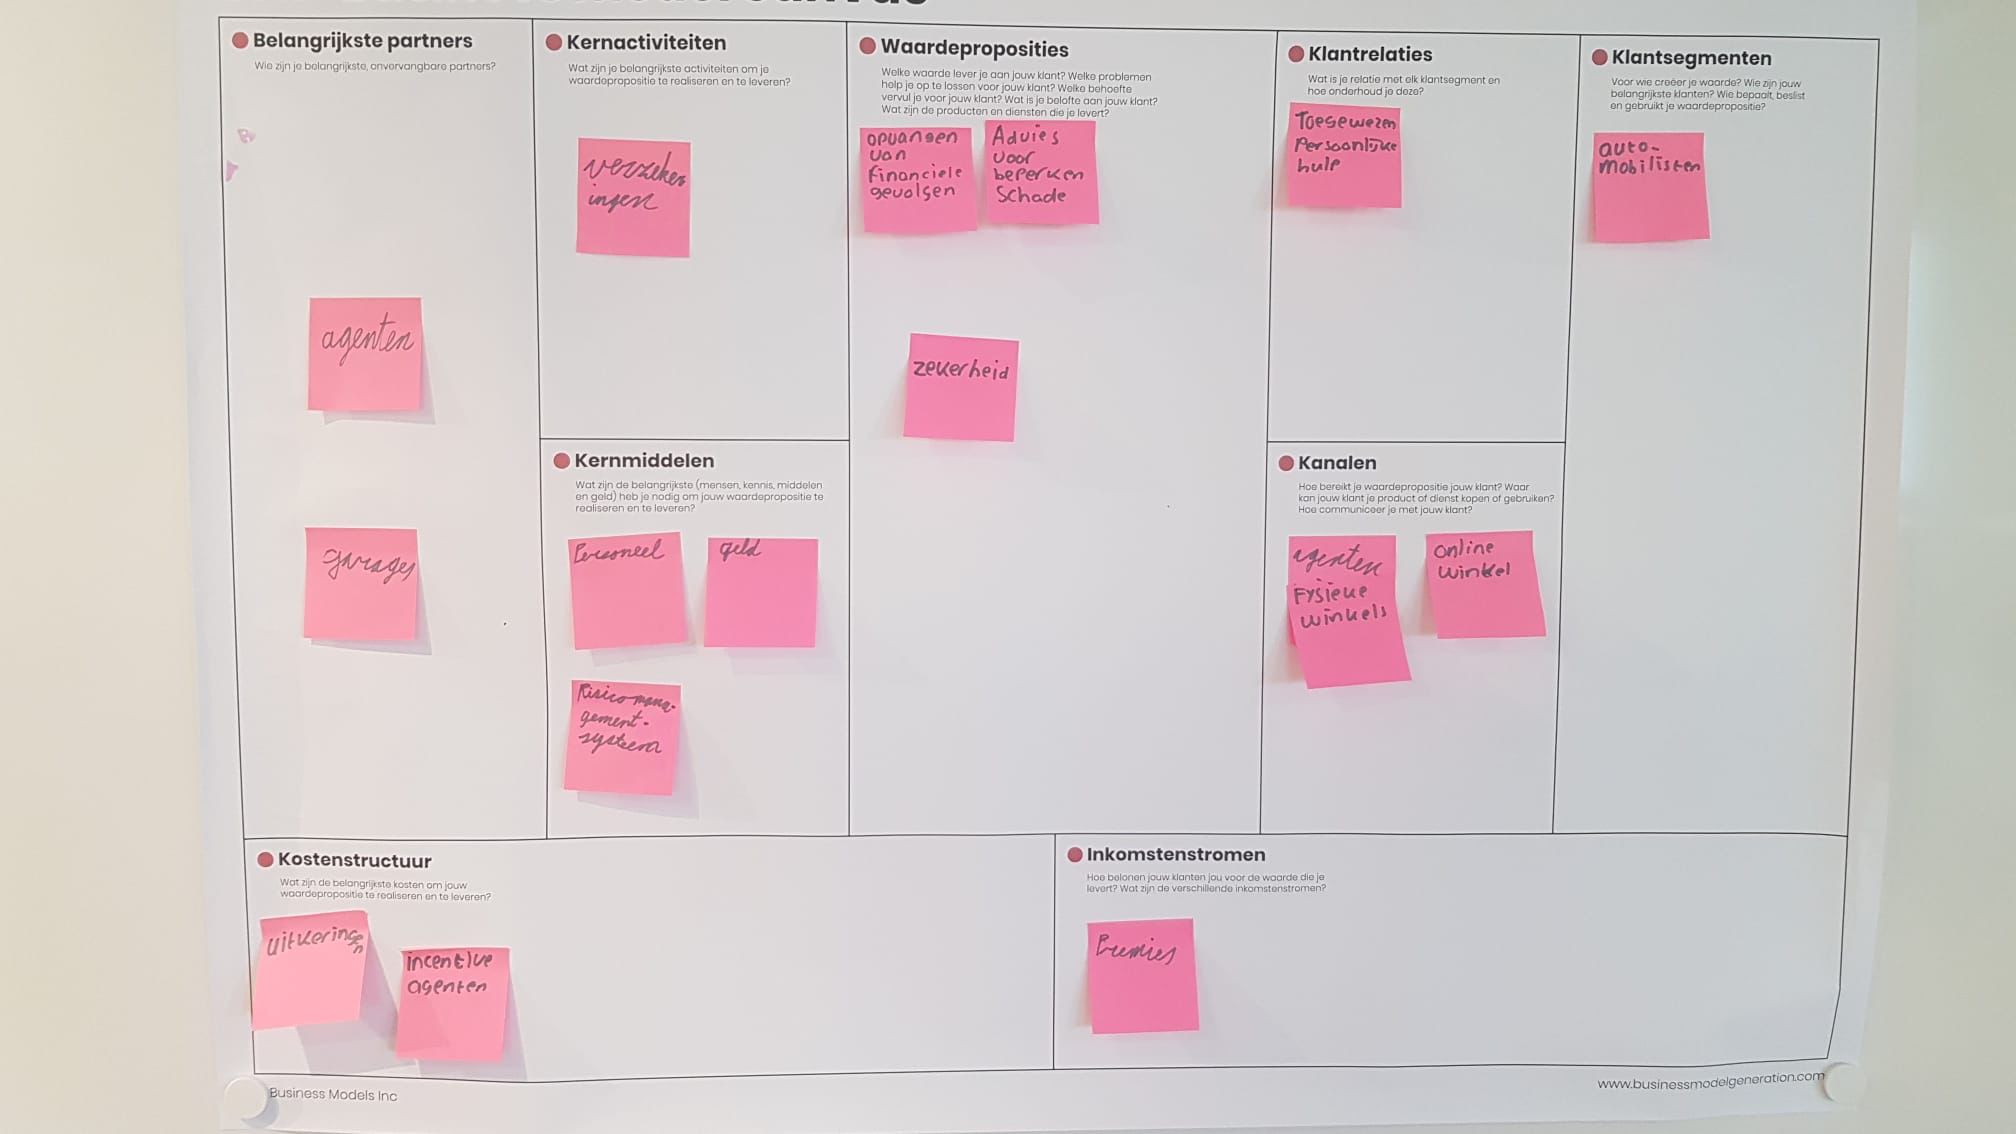 Belangrijkste partners
Wie zijn je belangrijkste, onvervangbare partners?
agenten
garages
Kernactiviteiten
Wat zijn je belangrijkste activiteiten om je
waardepropositie te realiseren en te leveren?
verzeker
ingen
Kernmiddelen
Wat zijn de belangrijkste (mensen, kennis, middelen
en geld) heb je nodig om jouw waardepropositie te
realiseren en te leveren?
Personeel
geld
Risicomana-
gement-
systeem
Waardeproposities
Welke waarde lever je aan jouw klant? Welke problemen
help je op te lossen voor jouw klant? Welke behoefte
vervul je voor jouw klant? Wat is je belofte aan jouw klant?
Wat zijn de producten en diensten die je levert?
opvangen
van
financiele
gevolgen
Advies
voor
beperken
schade
zekerheid
Klantrelaties
Wat is je relatie met elk klantsegment en
hoe onderhoud je deze?
Toegewezen
Persoonlijke
hulp
Kanalen
Hoe bereikt je waardepropositie jouw klant? Waar
kan jouw klant je product of dienst kopen of gebruiken?
Hoe communiceer je met jouw klant?
agenten
Fysieke
winkels
online
winkel
Klantsegmenten
Voor wie creëer je waarde? Wie zijn jouw
belangrijkste klanten? Wie bepaalt, beslist
en gebruikt je waardepropositie?
auto-
mobilisten
Kostenstructuur
Wat zijn de belangrijkste kosten om jouw
waardepropositie te realiseren en te leveren?
uitkeringen
incentive
agenten
Inkomstenstromen
Hoe belonen jouw klanten jou voor de waarde die je
levert? Wat zijn de verschillende inkomstenstromen?
Premies
Business Models Inc
www.businessmodelgeneration.com